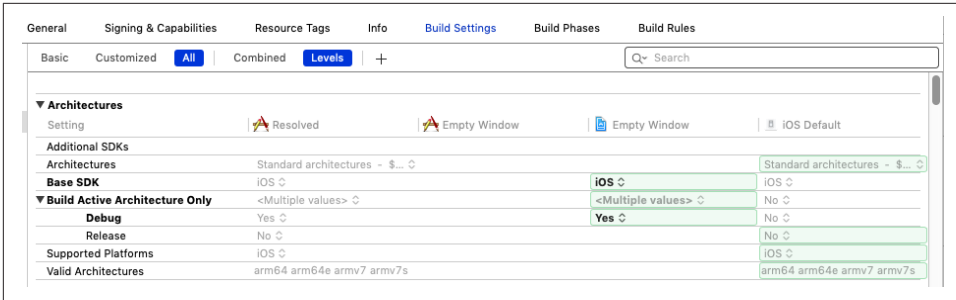 General Signing & Capabilities Resource Tags Info Build Settings Build Phases Build Rules
Basic Customized All Combined Levels + Search
Architectures
Setting Resolved Empty Window Empty Window iOS Default
Additional SDKs
Architectures Standard architectures - $... Standard architectures - $...
Base SDK iOS iOS iOS
Build Active Architecture Only <Multiple values> <Multiple values> No
Debug Yes Yes No
Release No No
Supported Platforms iOS iOS
Valid Architectures arm64 arm64e armv7 armv7s arm64 arm64e armv7 armv7s